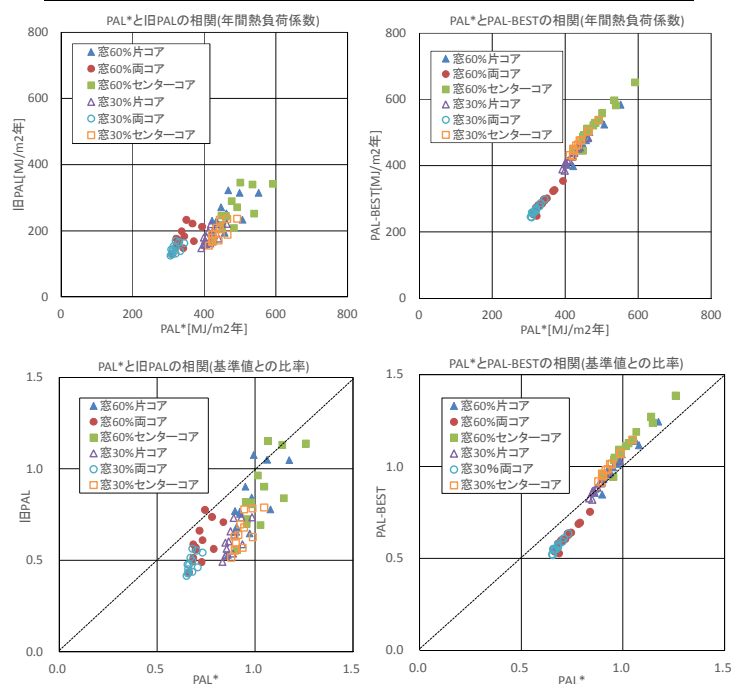 PAL*と旧PALの相関(年間熱負荷係数)
800
600
400
200
0
旧PAL[MJ/m2年]
窓60%片コア
窓60%両コア
窓60%センターコア
窓30%片コア
窓30%両コア
窓30%センターコア
0 200 400 600 800
PAL*[MJ/m2年]
PAL*とPAL-BESTの相関(年間熱負荷係数)
800
600
400
200
0
PAL-BEST[MJ/m2年]
窓60%片コア
窓60%両コア
窓60%センターコア
窓30%片コア
窓30%両コア
窓30%センターコア
0 200 400 600 800
PAL*[MJ/m2年]
PAL*と旧PALの相関(基準値との比率)
1.5
1.0
0.5
0.0
旧PAL
窓60%片コア
窓60%両コア
窓60%センターコア
窓30%片コア
窓30%両コア
窓30%センターコア
0.0 0.5 1.0 1.5
PAL*
PAL*とPAL-BESTの相関(基準値との比率)
1.5
1.0
0.5
0.0
PAL-BEST
窓60%片コア
窓60%両コア
窓60%センターコア
窓30%片コア
窓30%両コア
窓30%センターコア
0.0 0.5 1.0 1.5
PAL*